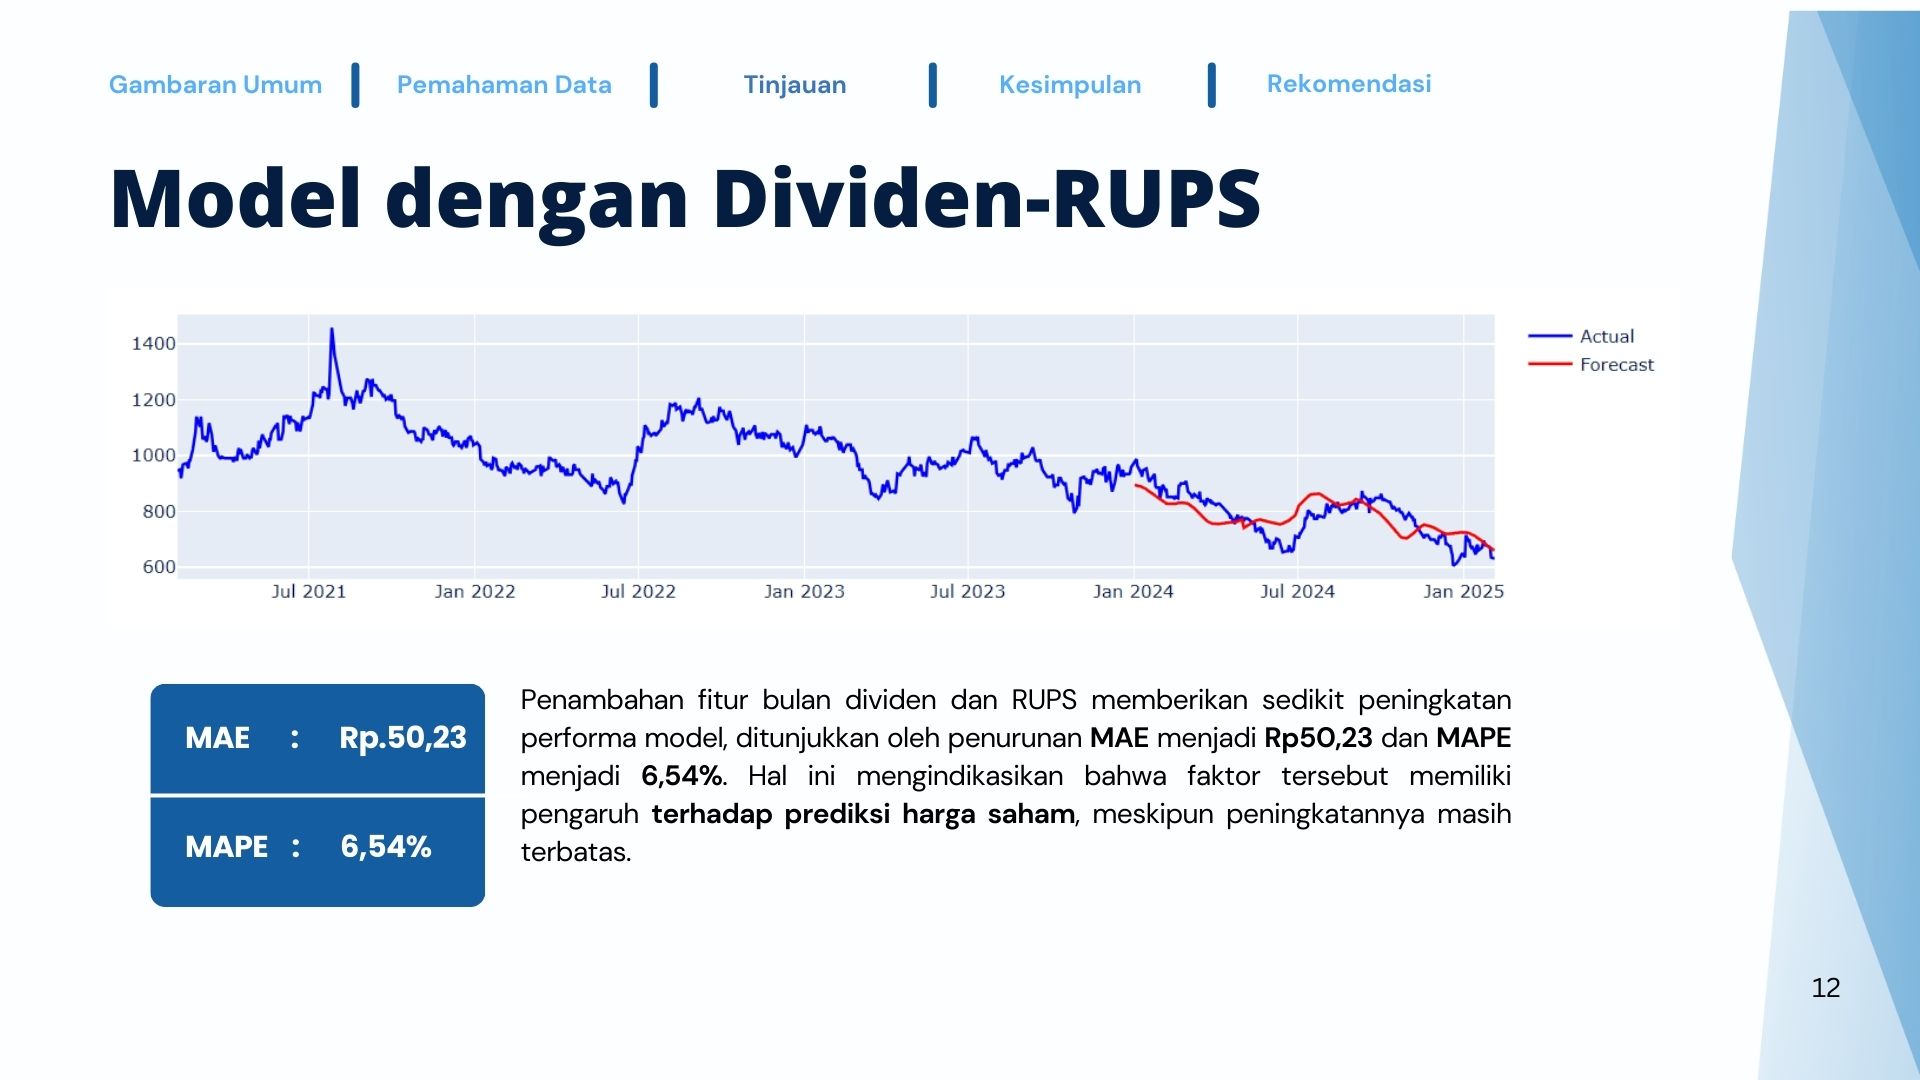 Gambaran Umum
Pemahaman Data
Tinjauan
Kesimpulan
Rekomendasi
Model dengan Dividen-RUPS
1400
1200
1000
800
600
Jul 2021
Jan 2022
Jul 2022
Jan 2023
Jul 2023
Jan 2024
Jul 2024
Jan 2025
Actual
Forecast
MAE : Rp.50,23
MAPE : 6,54%
Penambahan fitur bulan dividen dan RUPS memberikan sedikit peningkatan
performa model, ditunjukkan oleh penurunan MAE menjadi Rp50,23 dan MAPE
menjadi 6,54%. Hal ini mengindikasikan bahwa faktor tersebut memiliki
pengaruh terhadap prediksi harga saham, meskipun peningkatannya masih
terbatas.
12